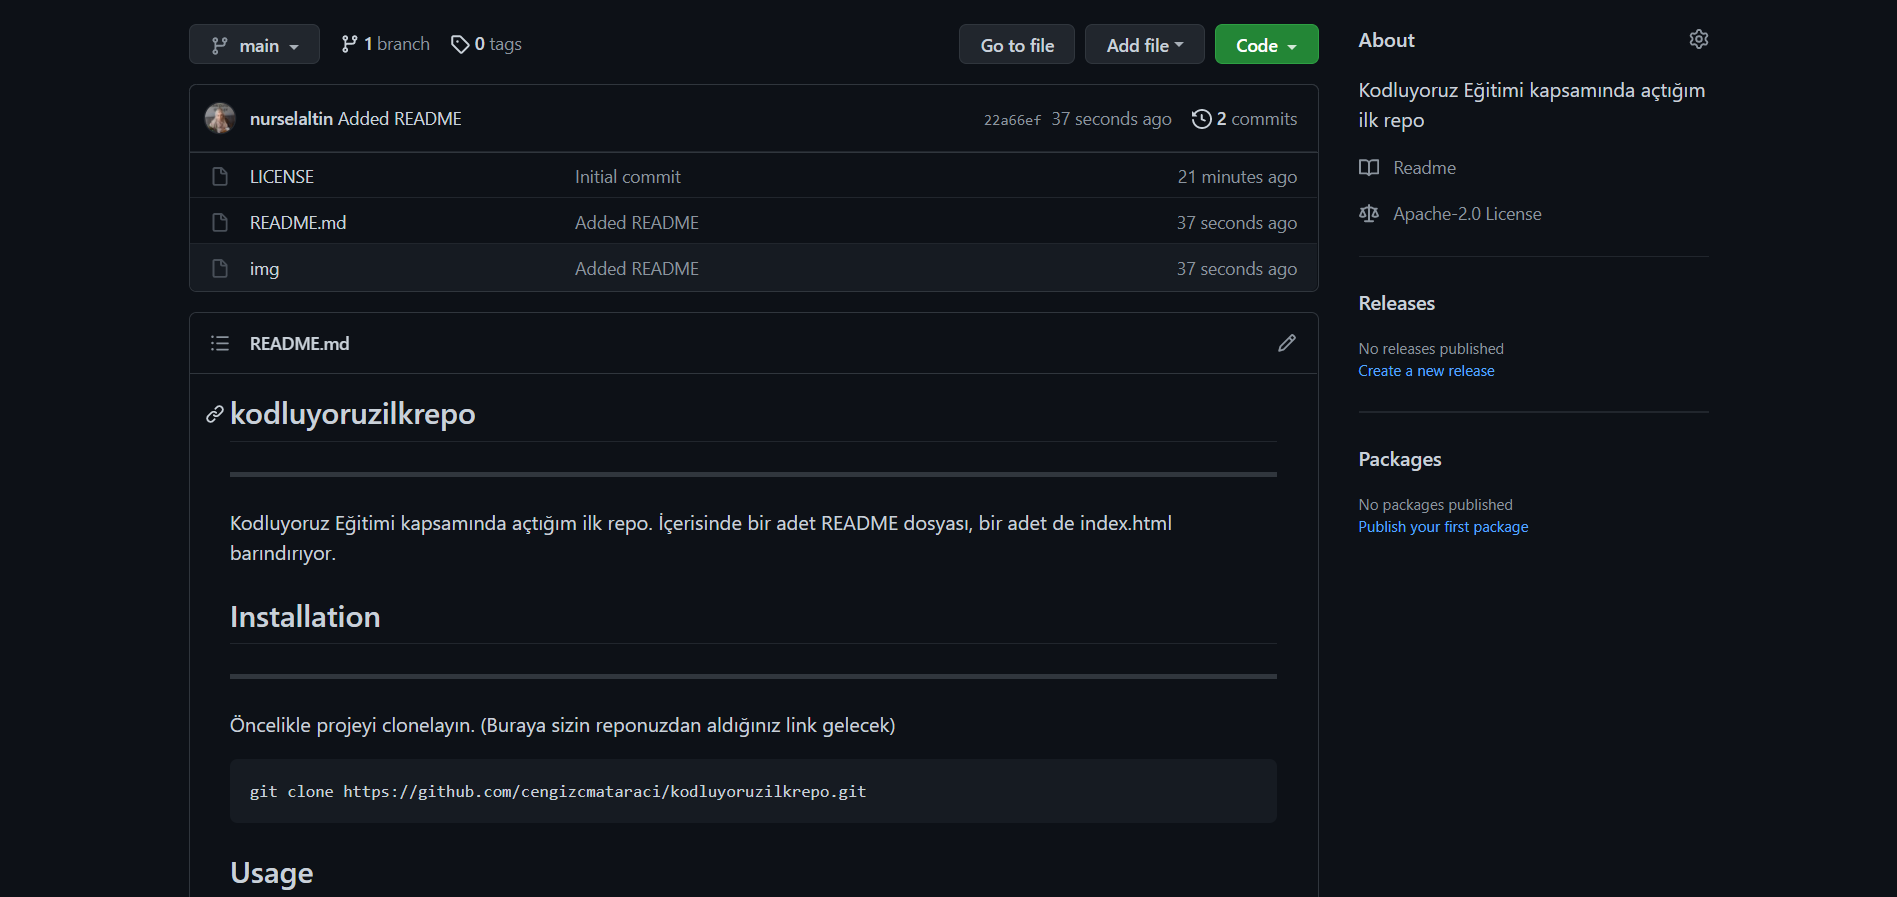 main
1 branch
0 tags
Go to file
Add file
Code
nurselaltin Added README
22a66ef 37 seconds ago
2 commits
LICENSE
Initial commit
21 minutes ago
README.md
Added README
37 seconds ago
img
Added README
37 seconds ago
README.md
kodluyoruzilkrepo
Kodluyoruz Eğitimi kapsamında açtığım ilk repo. İçerisinde bir adet README dosyası, bir adet de index.html
barındırıyor.
Installation
Öncelikle projeyi clonelayın. (Buraya sizin reponuzdan aldığınız link gelecek)
git clone https://github.com/cengizcmataraci/kodluyoruzilkrepo.git
Usage
About
Kodluyoruz Eğitimi kapsamında açtığım
ilk repo
Readme
Apache-2.0 License
Releases
No releases published
Create a new release
Packages
No packages published
Publish your first package